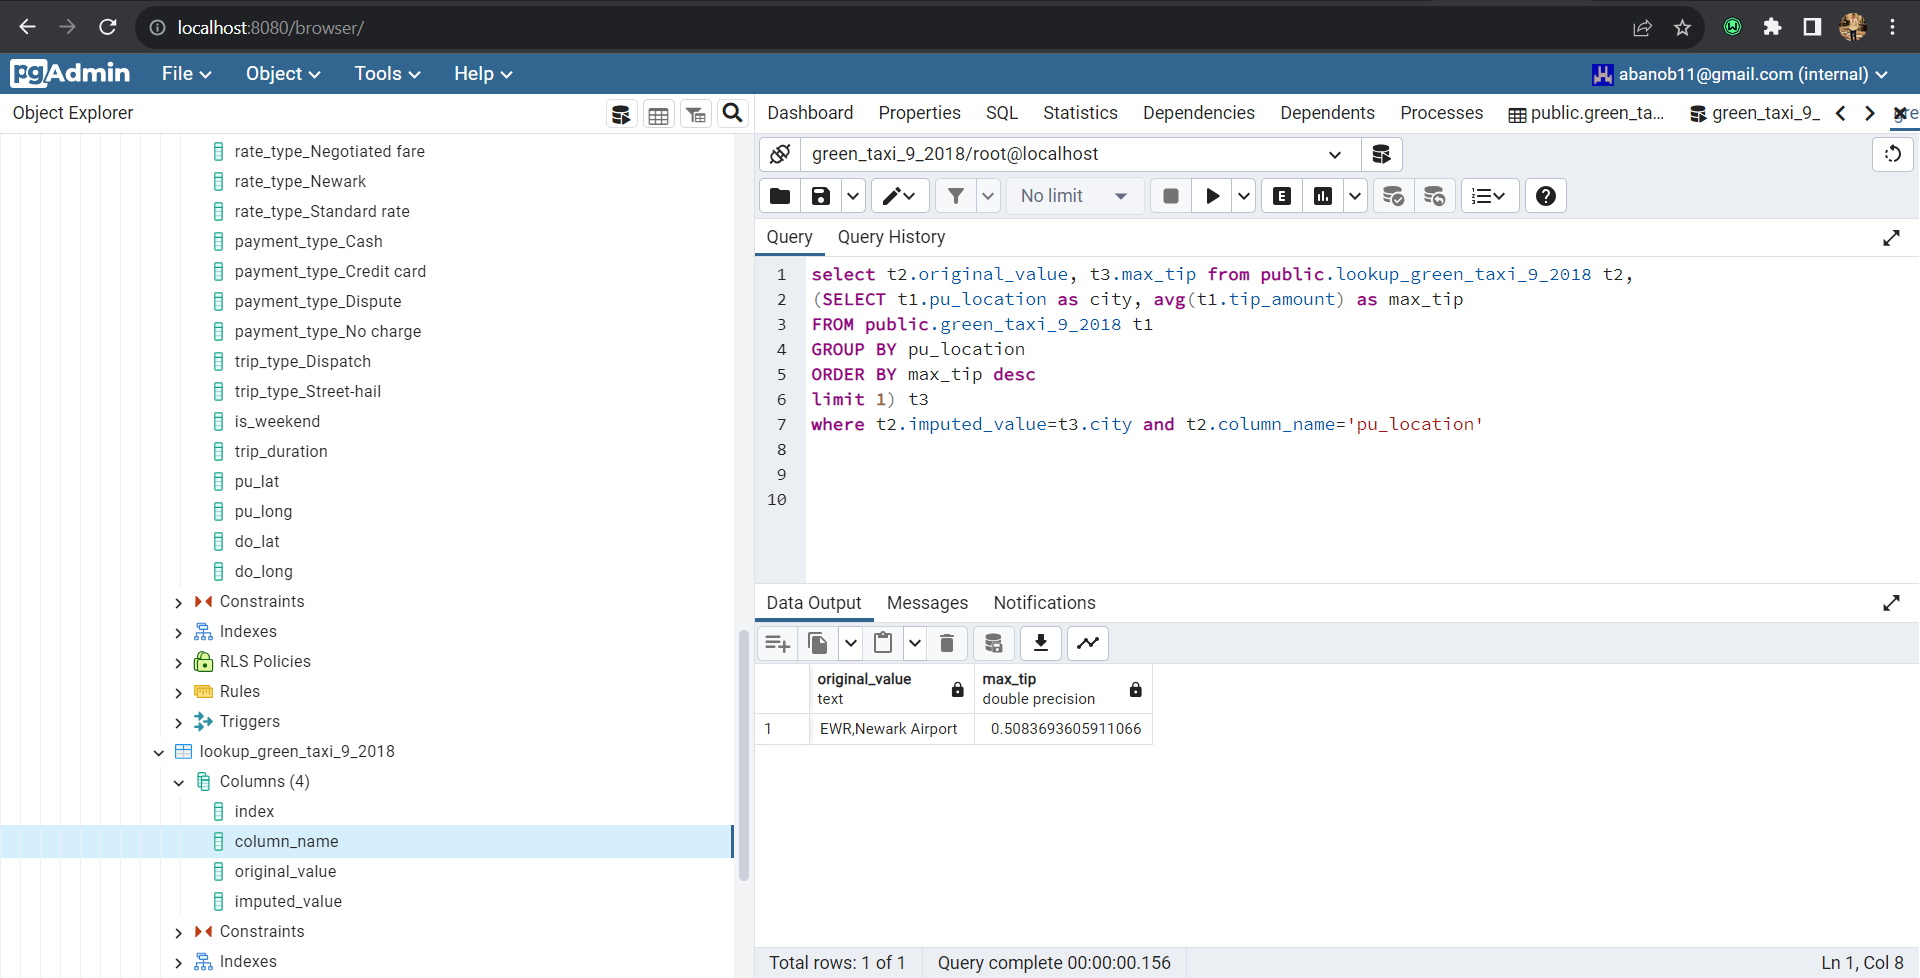 localhost:8080/browser/
pgAdmin
File
Object
Tools
Help
abanob11@gmail.com (internal)
Object Explorer
rate_type_Negotiated fare
rate_type_Newark
rate_type_Standard rate
payment_type_Cash
payment_type_Credit card
payment_type_Dispute
payment_type_No charge
trip_type_Dispatch
trip_type_Street-hail
is_weekend
trip_duration
pu_lat
pu_long
do_lat
do_long
Constraints
Indexes
RLS Policies
Rules
Triggers
lookup_green_taxi_9_2018
Columns (4)
index
column_name
original_value
imputed_value
Constraints
Indexes
Dashboard
Properties
SQL
Statistics
Dependencies
Dependents
Processes
public.green_ta...
green_taxi_9_
green_taxi_9_2018/root@localhost
No limit
E
Query
Query History
1 select t2.original_value, t3.max_tip from public.lookup_green_taxi_9_2018 t2,
2 (SELECT t1.pu_location as city, avg(t1.tip_amount) as max_tip
3 FROM public.green_taxi_9_2018 t1
4 GROUP BY pu_location
5 ORDER BY max_tip desc
6 limit 1) t3
7 where t2.imputed_value=t3.city and t2.column_name='pu_location'
8
9
10
Data Output
Messages
Notifications
original_value
text
max_tip
double precision
1 EWR,Newark Airport 0.5083693605911066
Total rows: 1 of 1
Query complete 00:00:00.156
Ln 1, Col 8